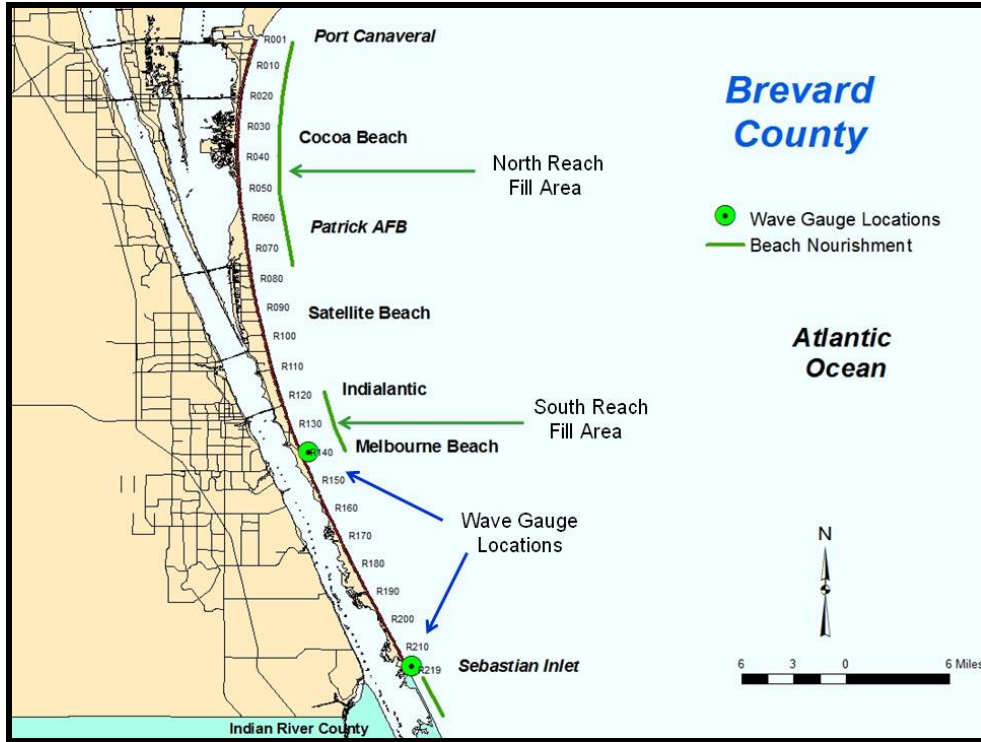 R001
Port Canaveral
R010
R020
R030
Cocoa Beach
R040
R050
R060
Patrick AFB
R070
R080
R090
Satellite Beach
R100
R110
R120
Indialantic
R130
Melbourne Beach
R140
R150
R160
R170
R180
R190
R200
R210
R219
Sebastian Inlet
Indian River County
North Reach
Fill Area
South Reach
Fill Area
Wave Gauge
Locations
Brevard
County
Wave Gauge Locations
Beach Nourishment
Atlantic
Ocean
N
6 3 0 6 Miles